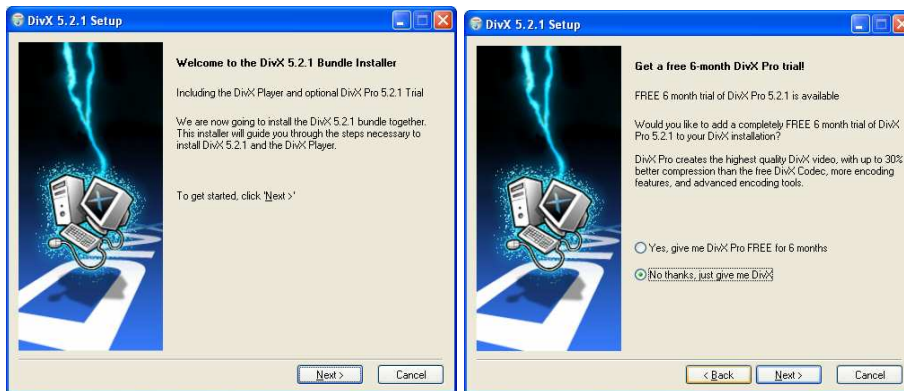 DivX 5.2.1 Setup
Welcome to the DivX 5.2.1 Bundle Installer
Including the DivX Player and optional DivX Pro 5.2.1 Trial
We are now going to install the DivX 5.2.1 bundle together.
This installer will guide you through the steps necessary to
install DivX 5.2.1 and the DivX Player.
To get started, click 'Next >'
Next >
Cancel
DivX 5.2.1 Setup
Get a free 6-month DivX Pro trial!
FREE 6 month trial of DivX Pro 5.2.1 is available
Would you like to add a completely FREE 6 month trial of DivX
Pro 5.2.1 to your DivX installation?
DivX Pro creates the highest quality DivX video, with up to 30%
better compression than the free DivX Codec, more encoding
features, and advanced encoding tools.
Yes, give me DivX Pro FREE for 6 months
No thanks, just give me DivX
< Back
Next >
Cancel